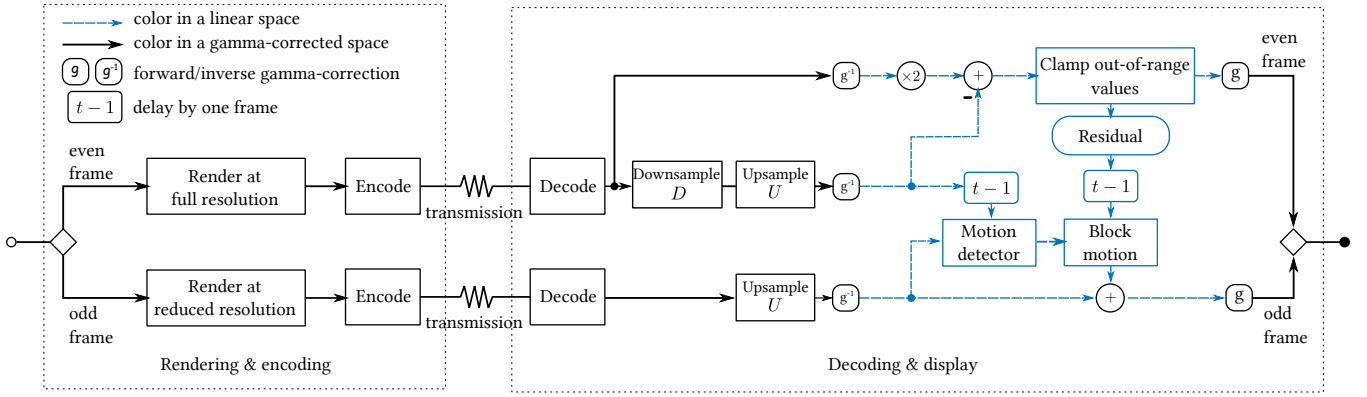 color in a linear space
color in a gamma-corrected space
g g⁻¹ forward/inverse gamma-correction
t − 1 delay by one frame
even
frame
Render at
full resolution
Encode
transmission
odd
frame
Render at
reduced resolution
Encode
transmission
Rendering & encoding
Decode
Downsample
D
Upsample
U
g⁻¹
g⁻¹
×2
+
−
Clamp out-of-range
values
g
even
frame
Residual
t − 1
t − 1
Motion
detector
Block
motion
Decode
Upsample
U
g⁻¹
+
g
odd
frame
Decoding & display